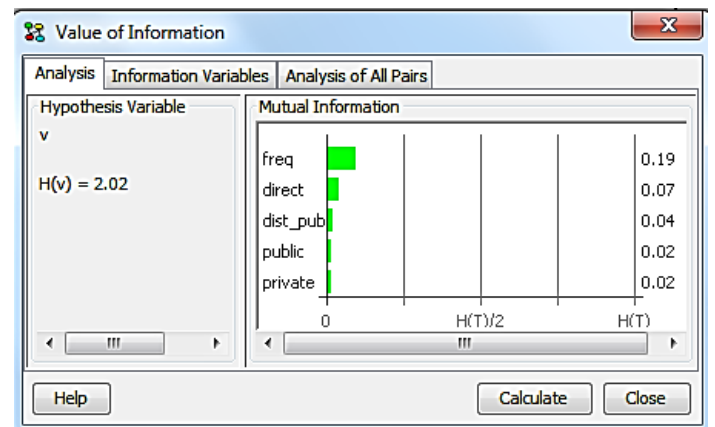 Value of Information
Analysis Information Variables Analysis of All Pairs
Hypothesis Variable
v
H(v) = 2.02
Mutual Information
freq 0.19
direct 0.07
dist_pub 0.04
public 0.02
private 0.02
0 H(T)/2 H(T)
Help Calculate Close